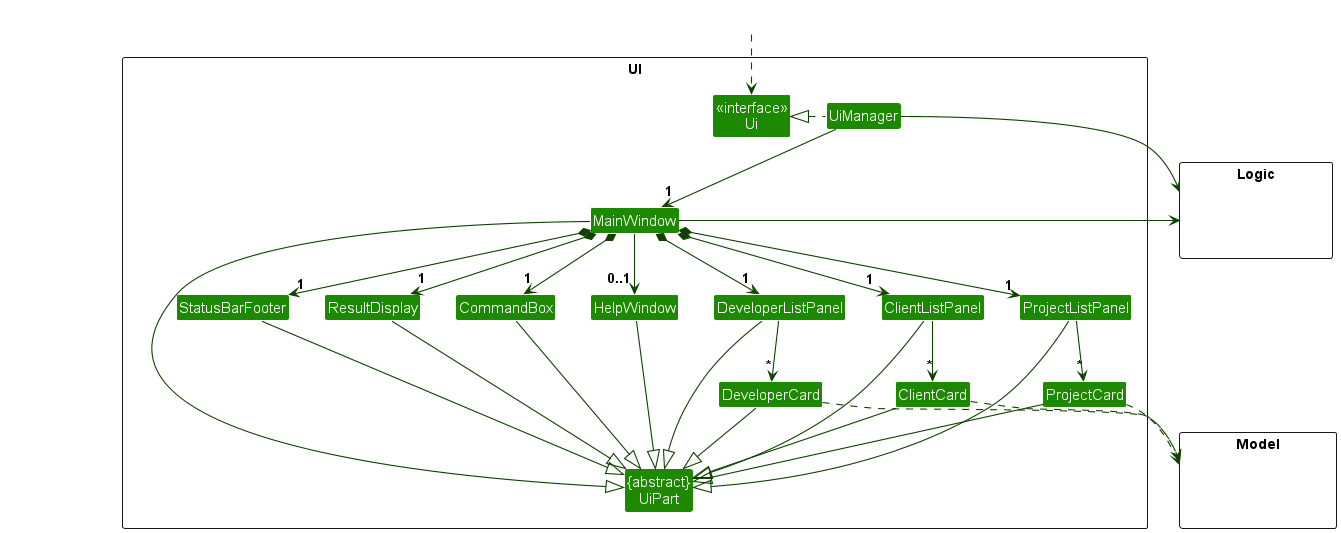 UI
«interface»
Ui
UiManager
Logic
1
MainWindow
1
1
1
0..1
1
1
1
StatusBarFooter
ResultDisplay
CommandBox
HelpWindow
DeveloperListPanel
ClientListPanel
ProjectListPanel
*
*
*
DeveloperCard
ClientCard
ProjectCard
Model
{abstract}
UiPart